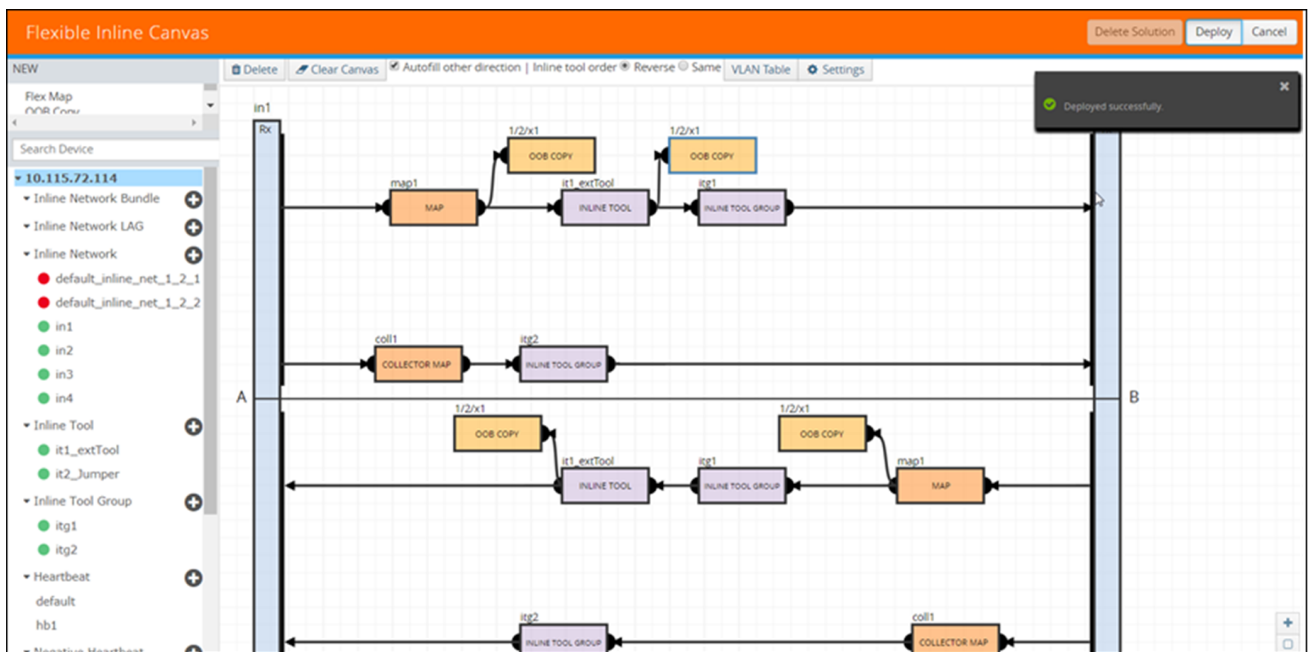 Flexible Inline Canvas
Delete Solution Deploy Cancel
NEW
Delete Clear Canvas Autofill other direction | Inline tool order Reverse Same VLAN Table Settings
Flex Map
OOB Copy
Deployed successfully.
Search Device
10.115.72.114
Inline Network Bundle
Inline Network LAG
Inline Network
default_inline_net_1_2_1
default_inline_net_1_2_2
in1
in2
in3
in4
Inline Tool
it1_extTool
it2_Jumper
Inline Tool Group
itg1
itg2
Heartbeat
default
hb1
Negative Heartbeat
in1
Rx
1/2/x1 1/2/x1
OOB COPY OOB COPY
map1 it1_extTool itg1
MAP INLINE TOOL INLINE TOOL GROUP
coll1 itg2
COLLECTOR MAP INLINE TOOL GROUP
A B
1/2/x1 1/2/x1
OOB COPY OOB COPY
it1_extTool itg1 map1
INLINE TOOL INLINE TOOL GROUP MAP
itg2 coll1
INLINE TOOL GROUP COLLECTOR MAP